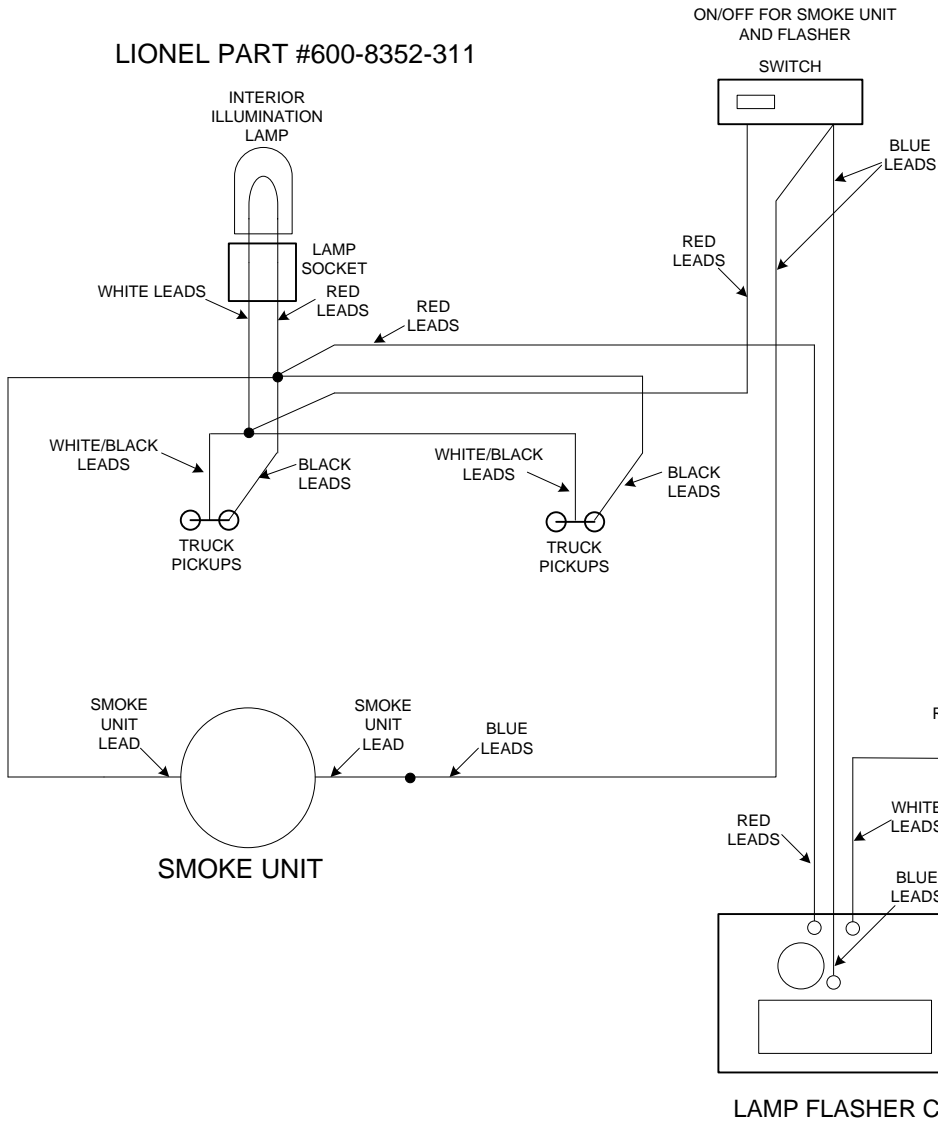 ON/OFF FOR SMOKE UNIT
AND FLASHER
LIONEL PART #600-8352-311
SWITCH
INTERIOR
ILLUMINATION
LAMP
BLUE
LEADS
LAMP
SOCKET
RED
LEADS
WHITE LEADS
RED
LEADS
RED
LEADS
WHITE/BLACK
LEADS
BLACK
LEADS
WHITE/BLACK
LEADS
BLACK
LEADS
TRUCK
PICKUPS
TRUCK
PICKUPS
SMOKE
UNIT
LEAD
SMOKE
UNIT
LEAD
BLUE
LEADS
RED
LEADS
WHITE
LEADS
SMOKE UNIT
BLUE
LEADS
LAMP FLASHER C